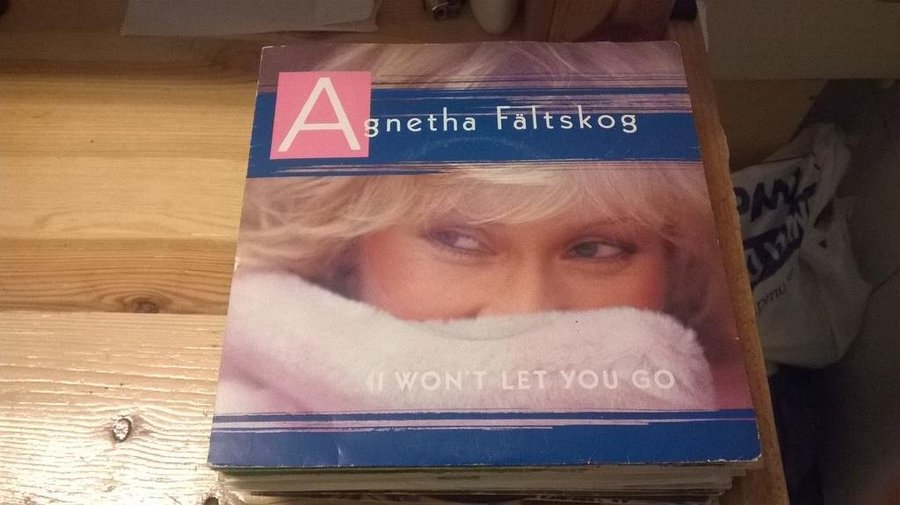 Agnetha Fältskog
(I WON'T LET YOU GO